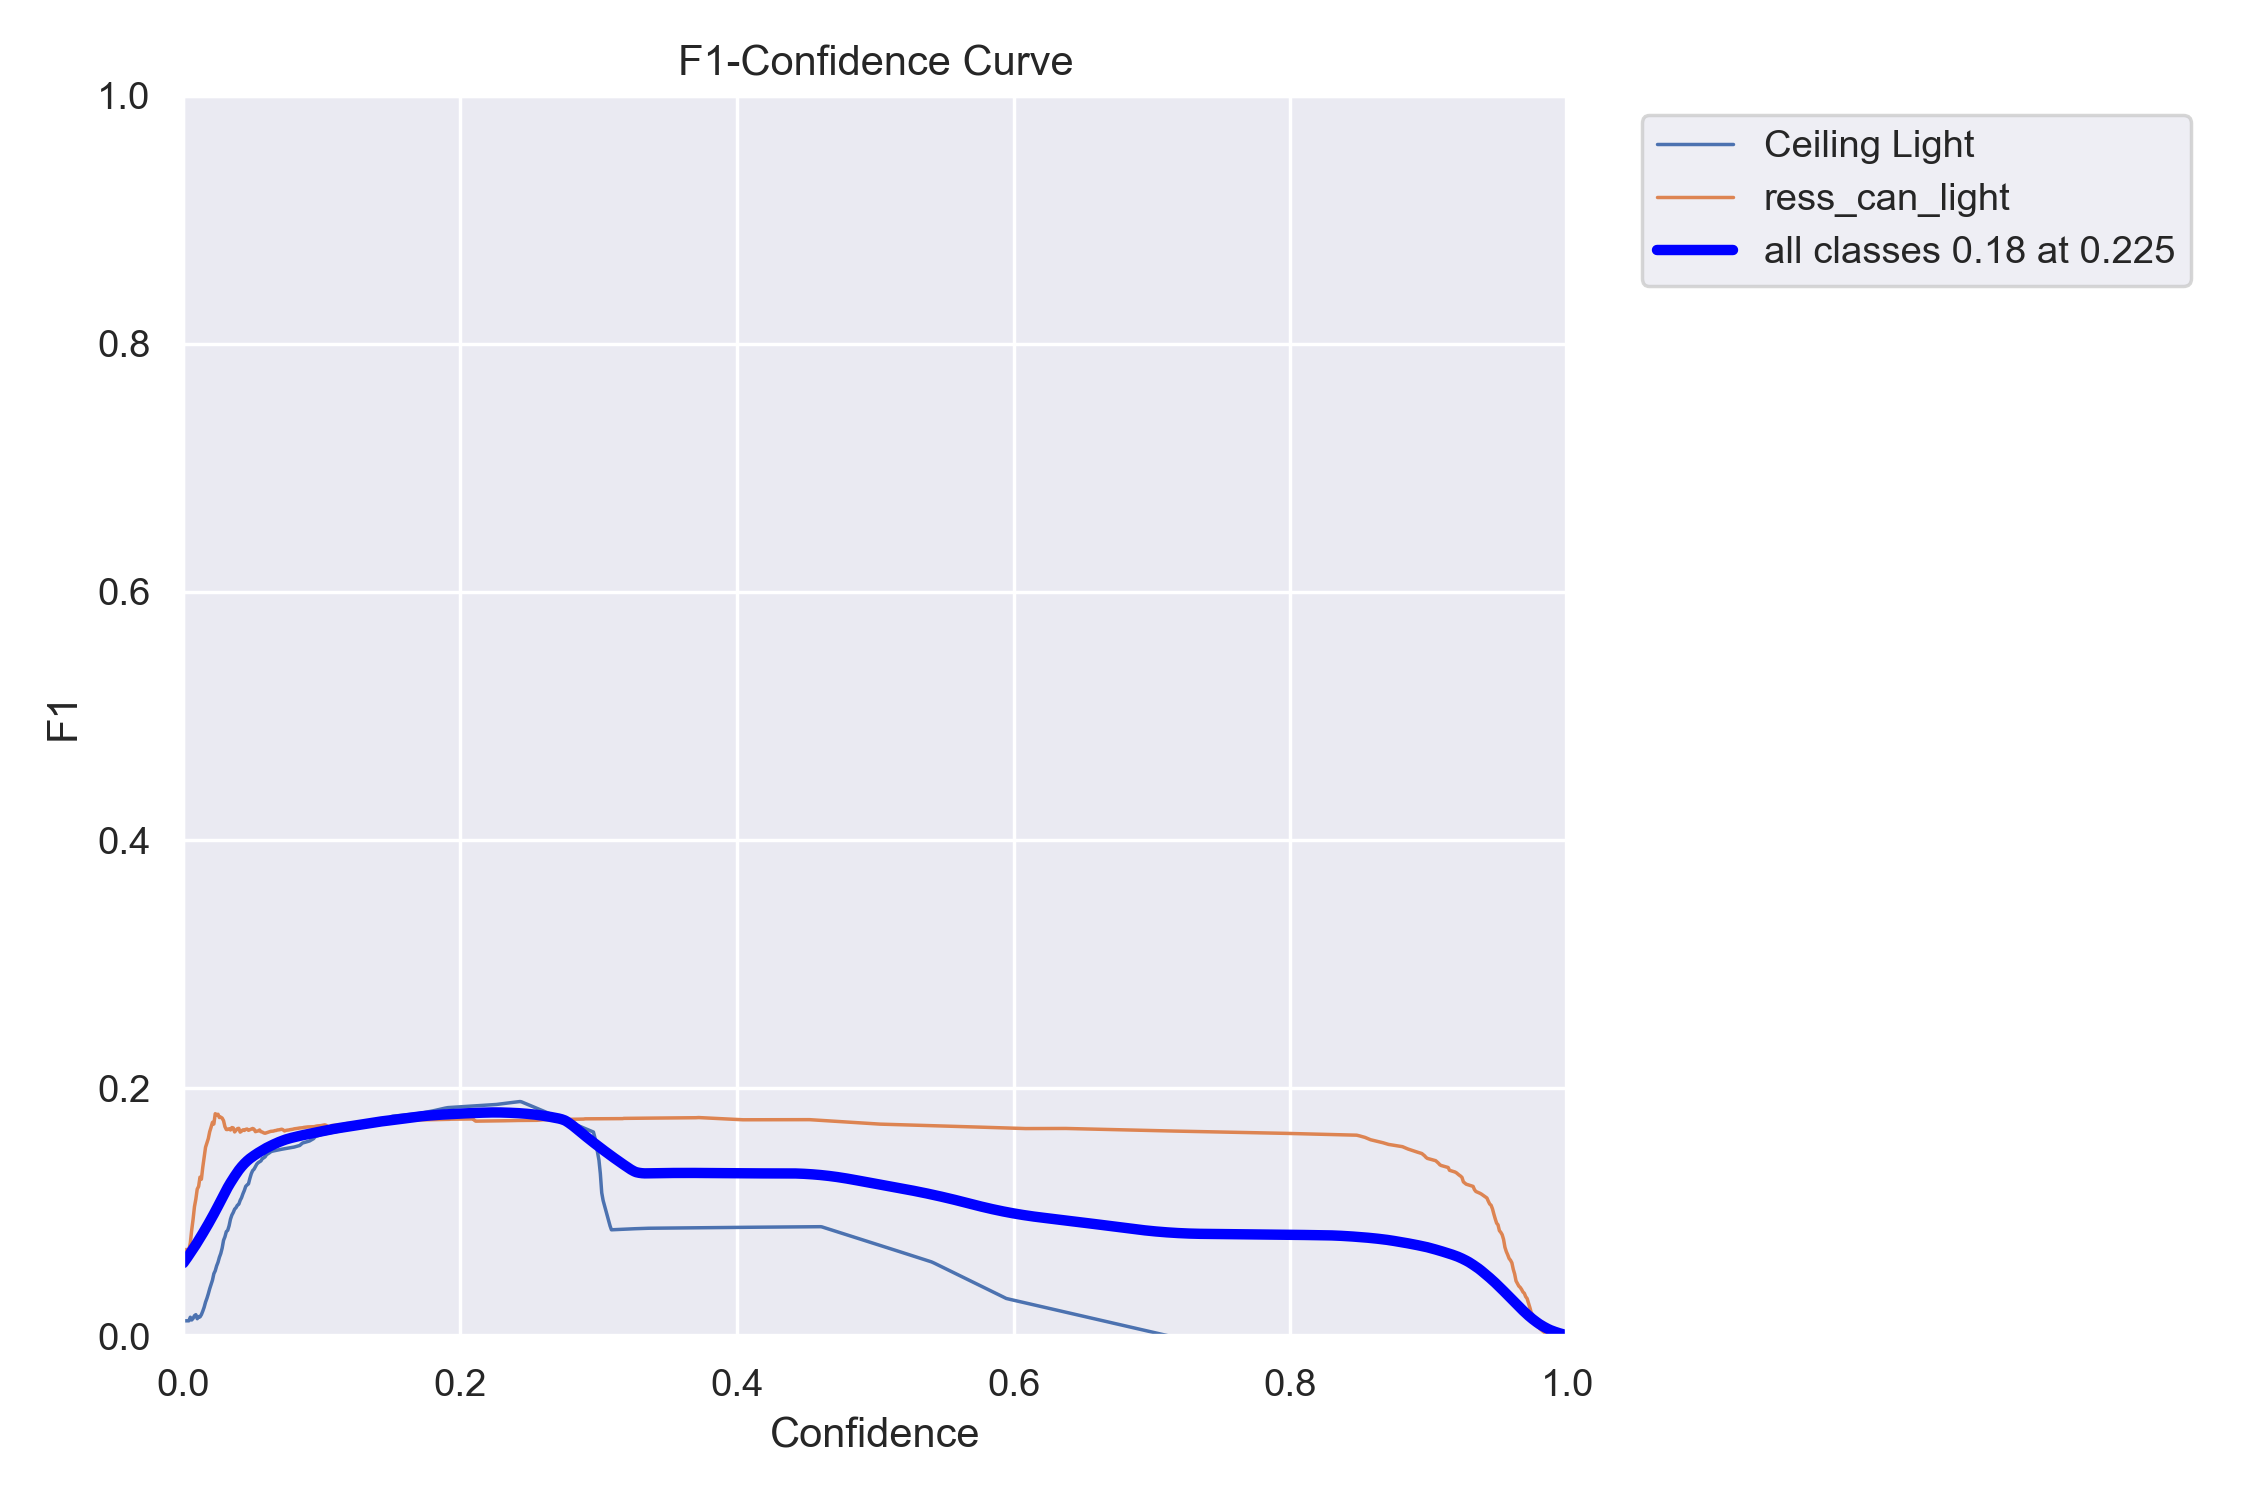 F1-Confidence Curve
1.0
0.8
0.6
0.4
0.2
0.0
F1
0.0 0.2 0.4 0.6 0.8 1.0
Confidence
Ceiling Light
ress_can_light
all classes 0.18 at 0.225